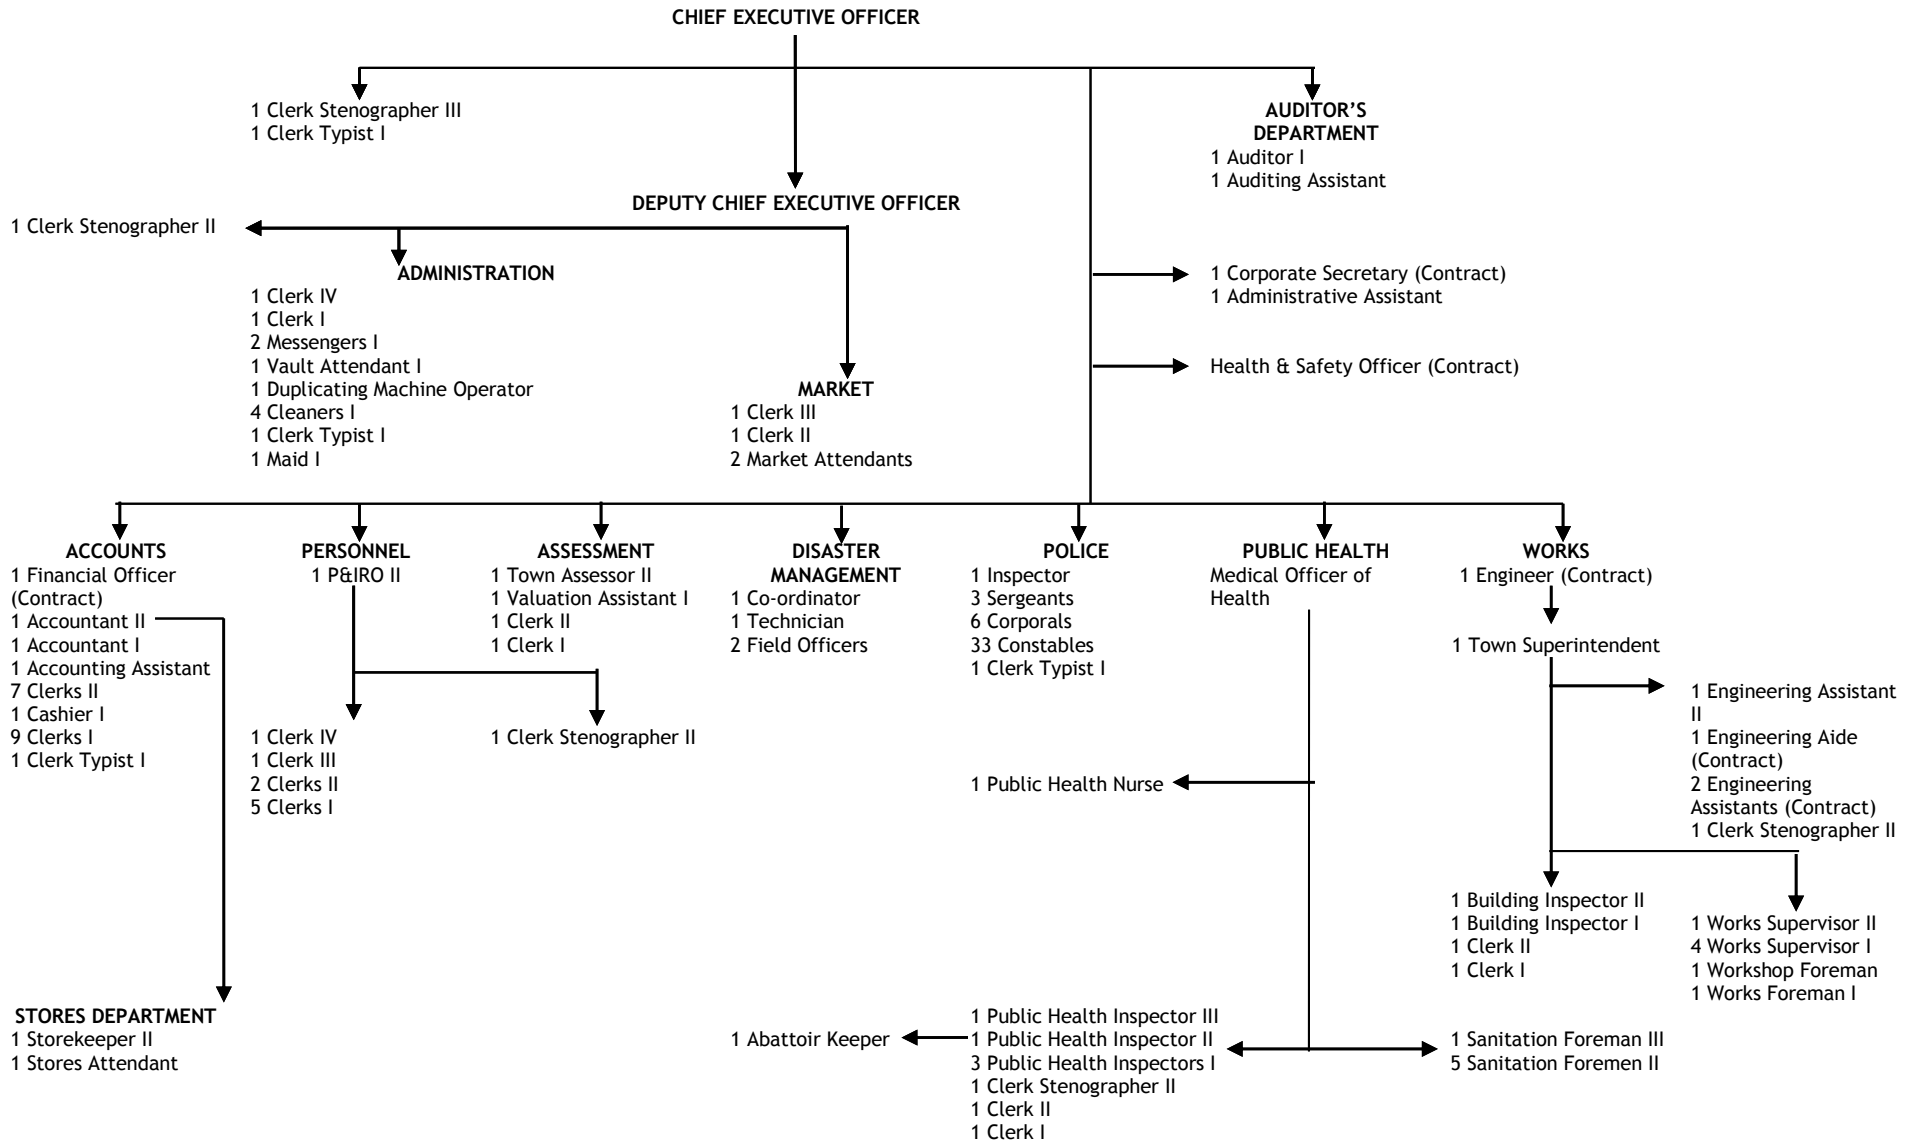 CHIEF EXECUTIVE OFFICER
1 Clerk Stenographer III
1 Clerk Typist I
AUDITOR’S
DEPARTMENT
1 Auditor I
1 Auditing Assistant
DEPUTY CHIEF EXECUTIVE OFFICER
1 Clerk Stenographer II
ADMINISTRATION
1 Clerk IV
1 Clerk I
2 Messengers I
1 Vault Attendant I
1 Duplicating Machine Operator
4 Cleaners I
1 Clerk Typist I
1 Maid I
MARKET
1 Clerk III
1 Clerk II
2 Market Attendants
1 Corporate Secretary (Contract)
1 Administrative Assistant
Health & Safety Officer (Contract)
ACCOUNTS
1 Financial Officer
(Contract)
1 Accountant II
1 Accountant I
1 Accounting Assistant
7 Clerks II
1 Cashier I
9 Clerks I
1 Clerk Typist I
STORES DEPARTMENT
1 Storekeeper II
1 Stores Attendant
PERSONNEL
1 P&IRO II
1 Clerk IV
1 Clerk III
2 Clerks II
5 Clerks I
1 Clerk Stenographer II
ASSESSMENT
1 Town Assessor II
1 Valuation Assistant I
1 Clerk II
1 Clerk I
DISASTER
MANAGEMENT
1 Co-ordinator
1 Technician
2 Field Officers
POLICE
1 Inspector
3 Sergeants
6 Corporals
33 Constables
1 Clerk Typist I
PUBLIC HEALTH
Medical Officer of
Health
1 Public Health Nurse
1 Abattoir Keeper
1 Public Health Inspector III
1 Public Health Inspector II
3 Public Health Inspectors I
1 Clerk Stenographer II
1 Clerk II
1 Clerk I
1 Sanitation Foreman III
5 Sanitation Foremen II
WORKS
1 Engineer (Contract)
1 Town Superintendent
1 Engineering Assistant
II
1 Engineering Aide
(Contract)
2 Engineering
Assistants (Contract)
1 Clerk Stenographer II
1 Building Inspector II
1 Building Inspector I
1 Clerk II
1 Clerk I
1 Works Supervisor II
4 Works Supervisor I
1 Workshop Foreman
1 Works Foreman I